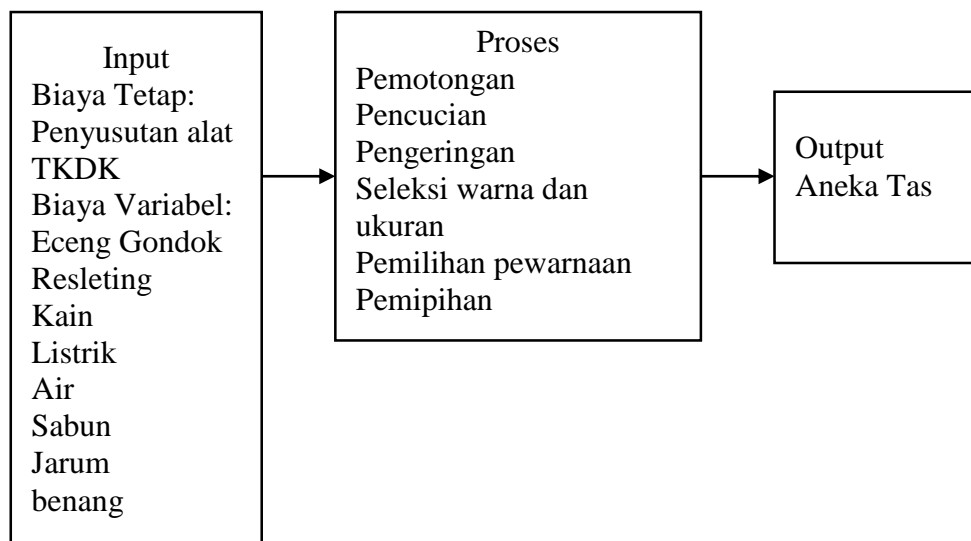 Input
Biaya Tetap:
Penyusutan alat
TKDK
Biaya Variabel:
Eceng Gondok
Resleting
Kain
Listrik
Air
Sabun
Jarum
benang
Proses
Pemotongan
Pencucian
Pengeringan
Seleksi warna dan
ukuran
Pemilihan pewarnaan
Pemipihan
Output
Aneka Tas